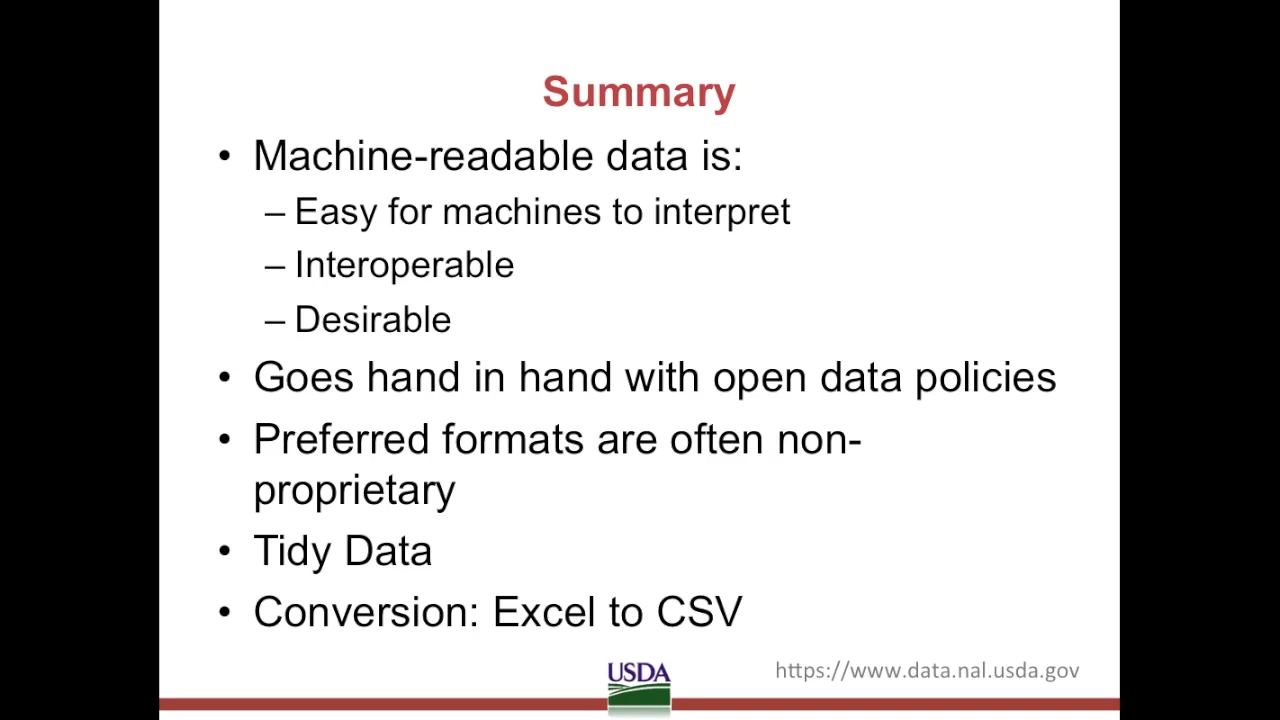 Summary
• Machine-readable data is:
– Easy for machines to interpret
– Interoperable
– Desirable
• Goes hand in hand with open data policies
• Preferred formats are often non-
proprietary
• Tidy Data
• Conversion: Excel to CSV
USDA
https://www.data.nal.usda.gov